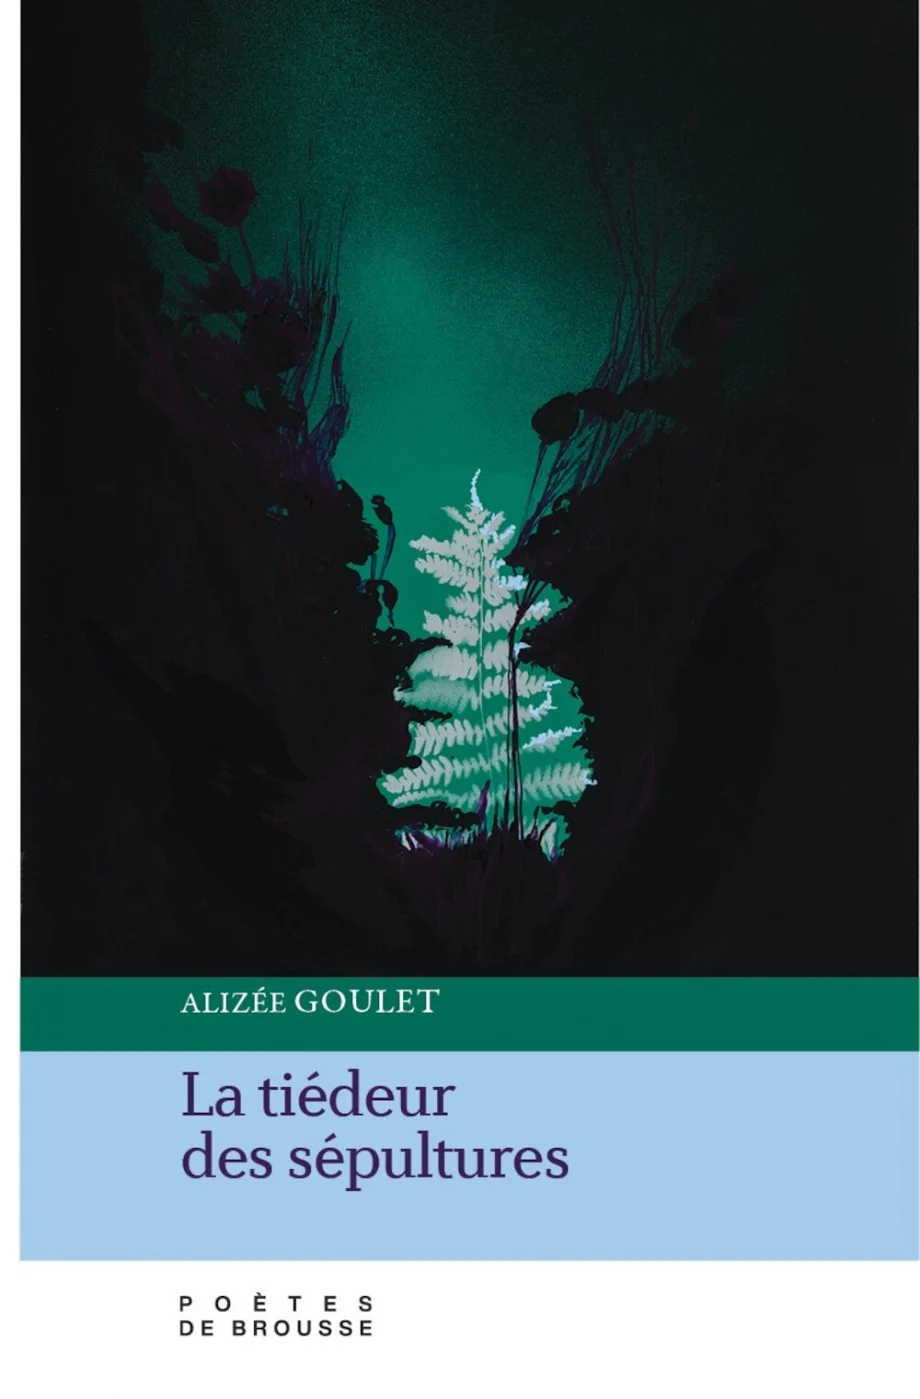 ALIZÉE GOULET
La tiédeur
des sépultures
POÈTES
DE BROUSSE